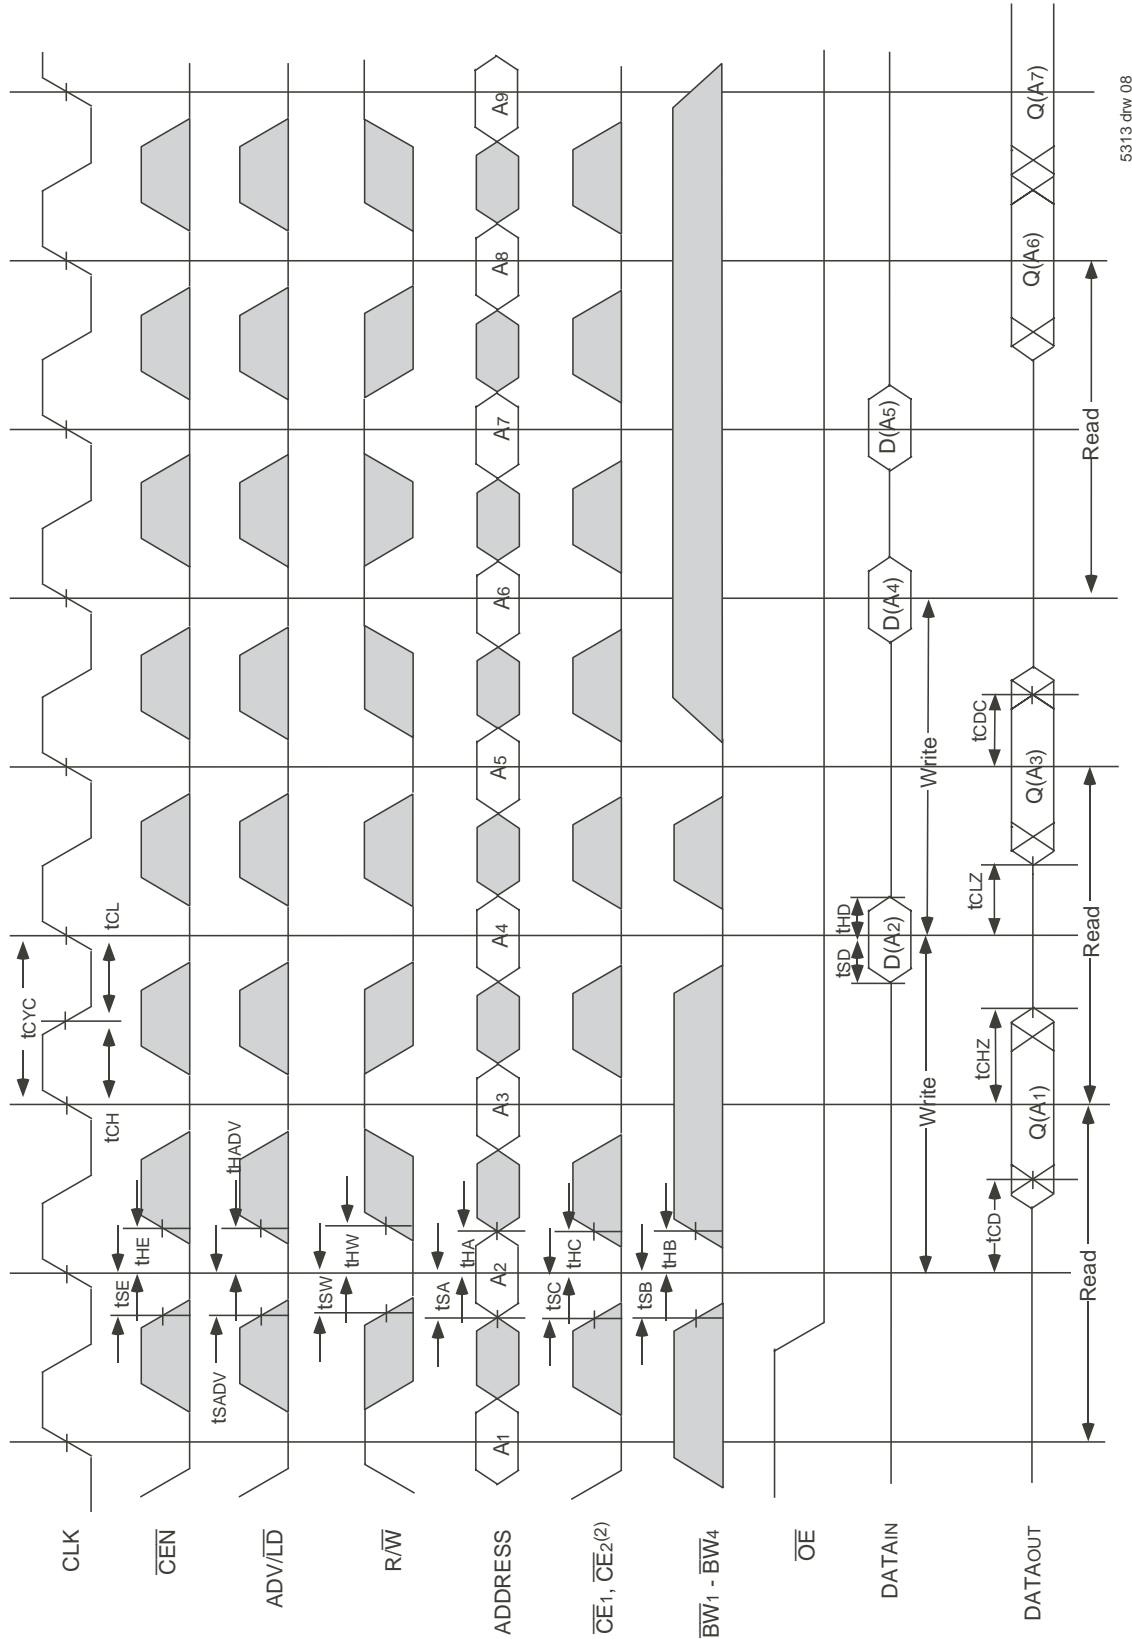 tCYC
CLK
tCH
tCL
tSE
tHE
CEN
tSADV
tHADV
ADV/LD
tSW
tHW
R/W
tSA
tHA
ADDRESS
A1
A2
A3
A4
A5
A6
A7
A8
A9
tSC
tHC
CE1, CE2(2)
tSB
tHB
BW1 - BW4
OE
tSD
tHD
DATAIN
D(A2)
D(A4)
D(A5)
Write
Write
tCD
tCHZ
tCLZ
tCDC
DATAOUT
Q(A1)
Q(A3)
Q(A6)
Q(A7)
Read
Read
Read
5313 drw 08